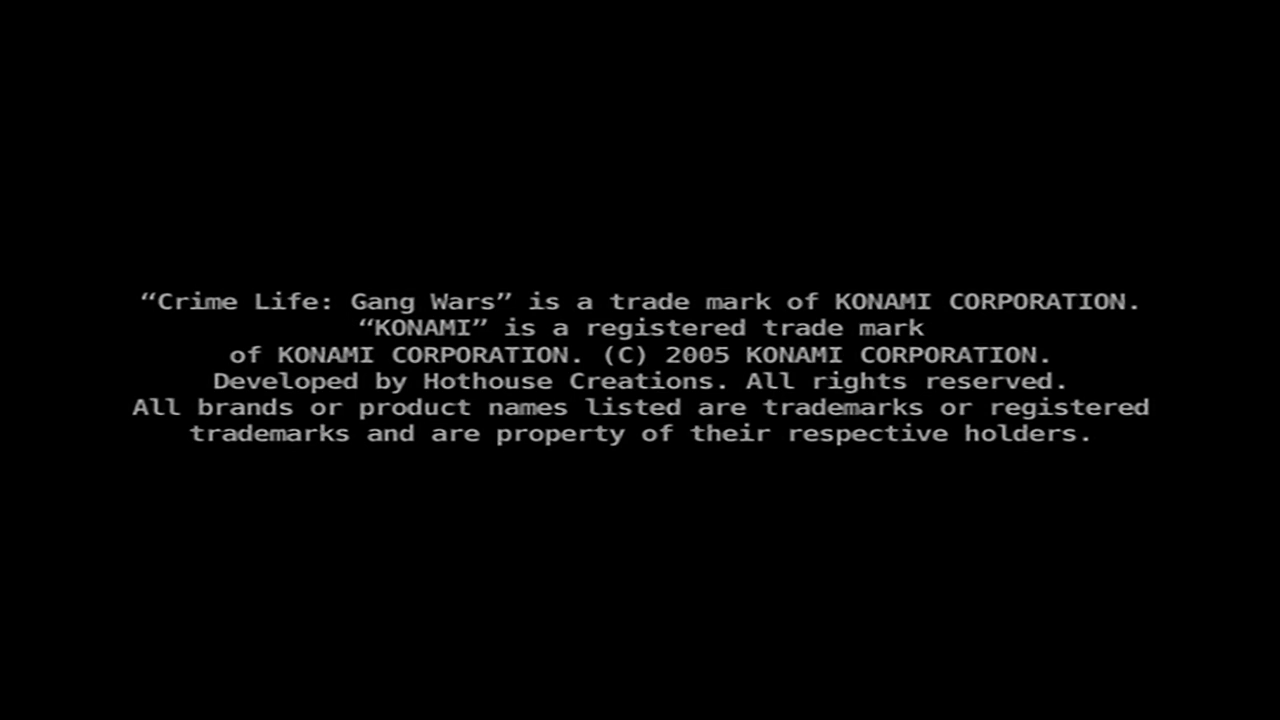 “Crime Life: Gang Wars” is a trade mark of KONAMI CORPORATION.
“KONAMI” is a registered trade mark
of KONAMI CORPORATION. (C) 2005 KONAMI CORPORATION.
Developed by Hothouse Creations. All rights reserved.
All brands or product names listed are trademarks or registered
trademarks and are property of their respective holders.